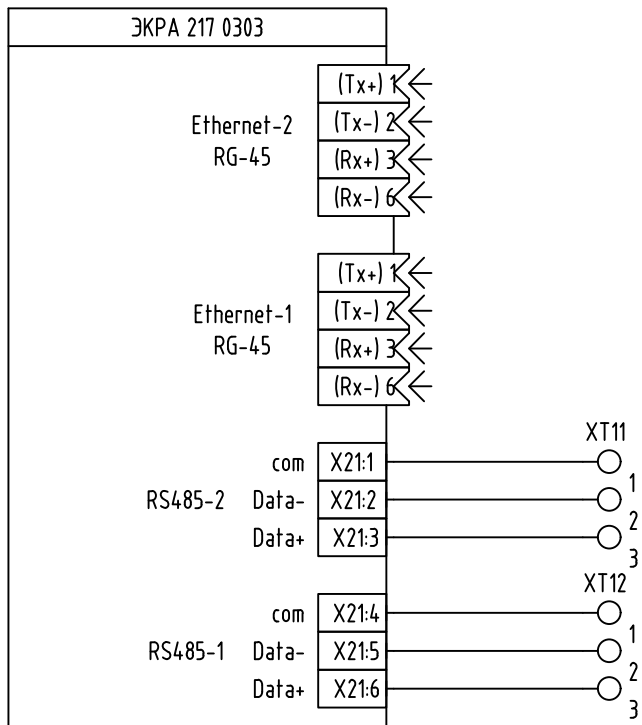 ЭКРА 217 0303
(Tx+) 1
Ethernet-2 (Tx-) 2
RG-45 (Rx+) 3
(Rx-) 6
(Tx+) 1
Ethernet-1 (Tx-) 2
RG-45 (Rx+) 3
(Rx-) 6
XT11
com X21:1 1
RS485-2 Data- X21:2 2
Data+ X21:3 3
XT12
com X21:4 1
RS485-1 Data- X21:5 2
Data+ X21:6 3